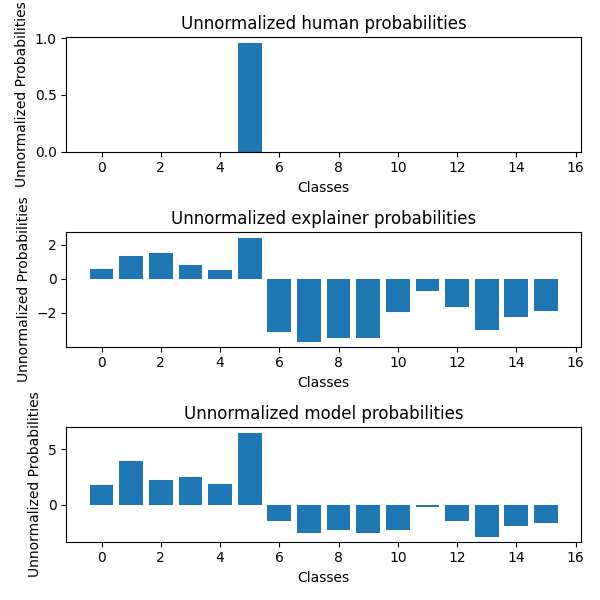 Unnormalized human probabilities
Unnormalized Probabilities
1.0
0.5
0.0
0 2 4 6 8 10 12 14 16
Classes
Unnormalized explainer probabilities
Unnormalized Probabilities
2
0
−2
0 2 4 6 8 10 12 14 16
Classes
Unnormalized model probabilities
Unnormalized Probabilities
5
0
0 2 4 6 8 10 12 14 16
Classes